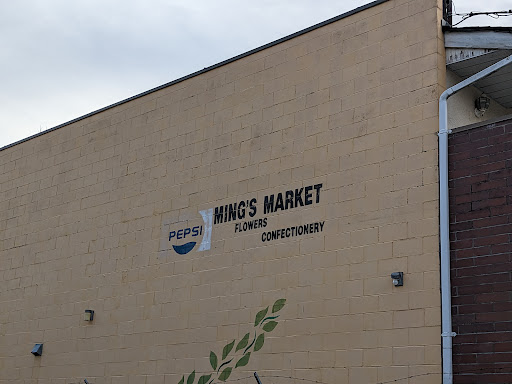 PEPSI
MING'S MARKET
FLOWERS
CONFECTIONERY